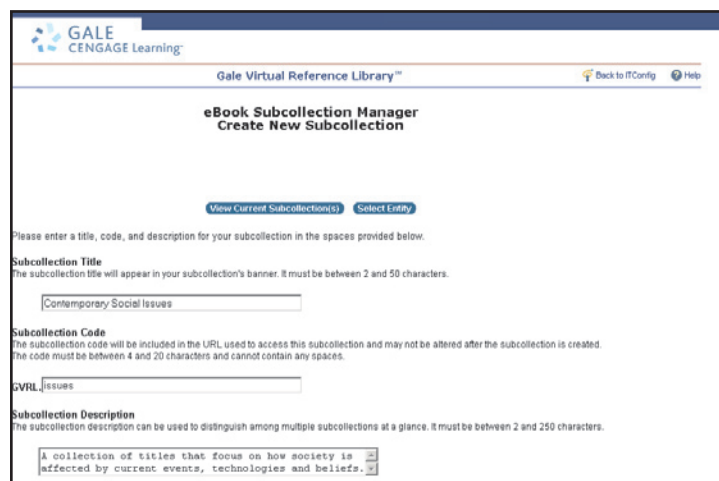 GALE
CENGAGE Learning™
Gale Virtual Reference Library™
Back to ITConfig
Help
eBook Subcollection Manager
Create New Subcollection
View Current Subcollection(s)
Select Entity
Please enter a title, code, and description for your subcollection in the spaces provided below.
Subcollection Title
The subcollection title will appear in your subcollection's banner. It must be between 2 and 50 characters.
Contemporary Social Issues
Subcollection Code
The subcollection code will be included in the URL used to access this subcollection and may not be altered after the subcollection is created.
The code must be between 4 and 20 characters and cannot contain any spaces.
GVRL. issues
Subcollection Description
The subcollection description can be used to distinguish among multiple subcollections at a glance. It must be between 2 and 250 characters.
A collection of titles that focus on how society is
affected by current events, technologies and beliefs.